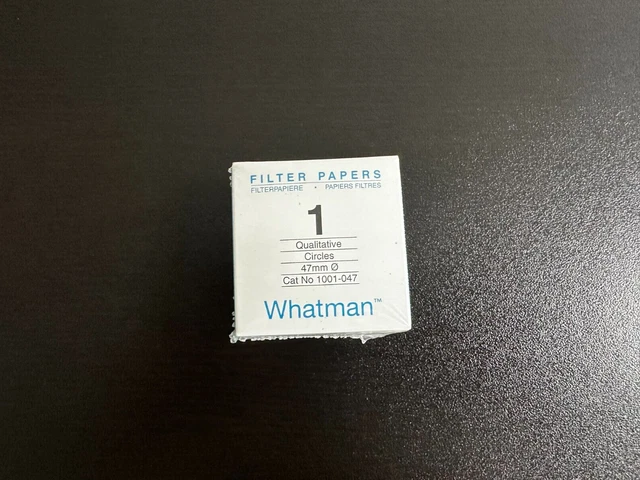 FILTER PAPERS
FILTERPAPIERE • PAPIERS FILTRES
1
Qualitative
Circles
47mm Ø
Cat No 1001-047
Whatman™